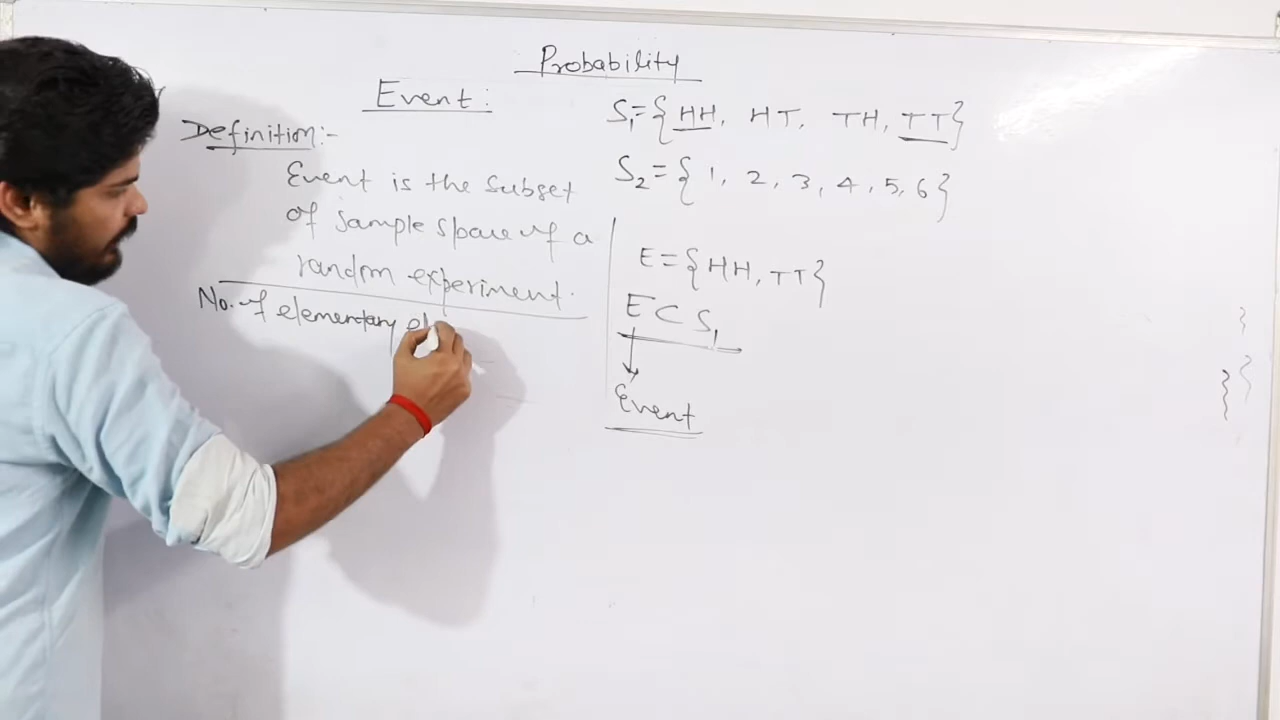 Probability
Event:
Definition:-
Event is the subset
of sample space of a
random experiment.
No. of elementary el
S₁={HH, HT, TH, TT}
S₂={1, 2, 3, 4, 5, 6}
E={HH, TT}
E⊂S₁
Event